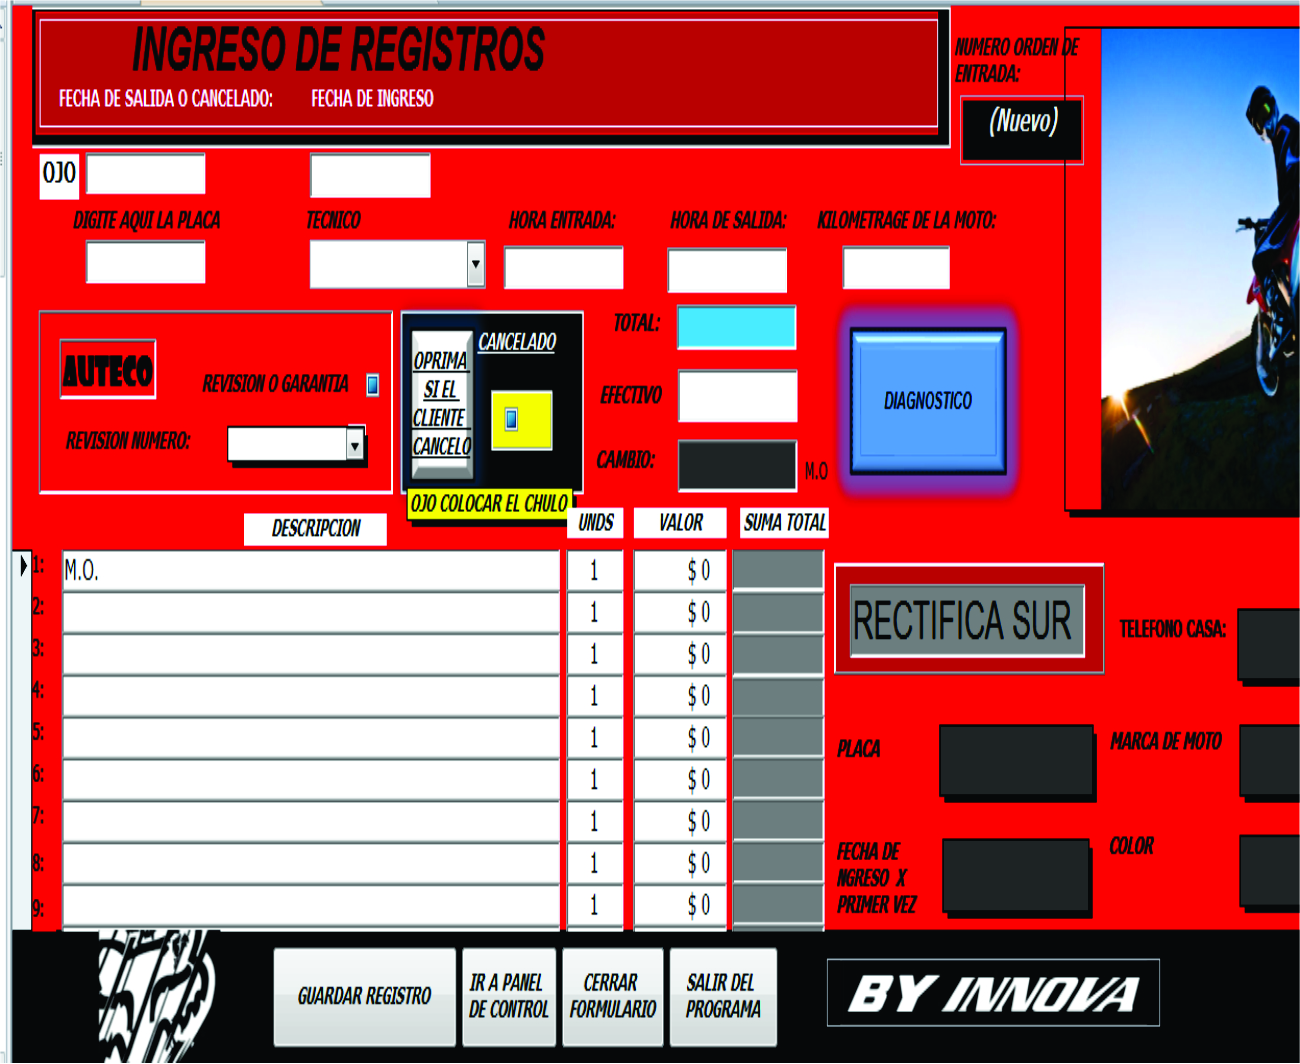 INGRESO DE REGISTROS
FECHA DE SALIDA O CANCELADO: FECHA DE INGRESO
NUMERO ORDEN DE
ENTRADA:
(Nuevo)
OJO
DIGITE AQUI LA PLACA TECNICO HORA ENTRADA: HORA DE SALIDA: KILOMETRAGE DE LA MOTO:
AUTECO
REVISION O GARANTIA
REVISION NUMERO:
OPRIMA
SI EL
CLIENTE
CANCELO
CANCELADO
OJO COLOCAR EL CHULO
TOTAL:
EFECTIVO
CAMBIO:
M.O
DIAGNOSTICO
DESCRIPCION UNDS VALOR SUMA TOTAL
1: M.O. 1 $ 0
2: 1 $ 0
3: 1 $ 0
4: 1 $ 0
5: 1 $ 0
6: 1 $ 0
7: 1 $ 0
8: 1 $ 0
9: 1 $ 0
RECTIFICA SUR
TELEFONO CASA:
PLACA
MARCA DE MOTO
FECHA DE
NGRESO X
PRIMER VEZ
COLOR
GUARDAR REGISTRO
IR A PANEL
DE CONTROL
CERRAR
FORMULARIO
SALIR DEL
PROGRAMA
BY INNOVA